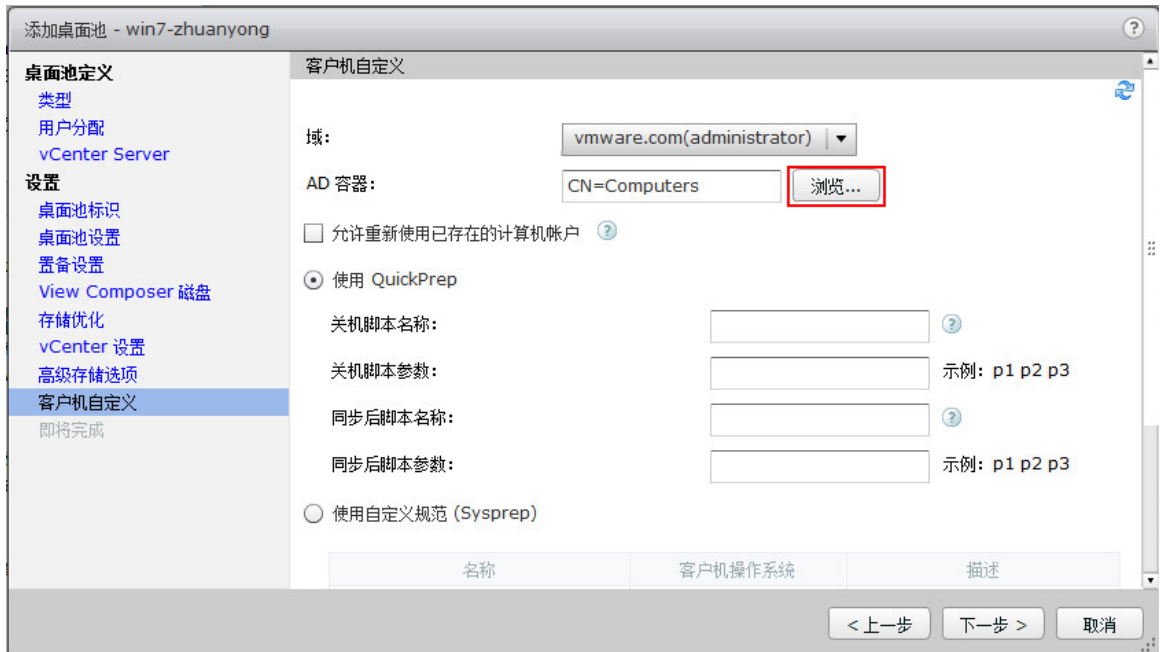 添加桌面池 - win7-zhuanyong
桌面池定义
类型
用户分配
vCenter Server
设置
桌面池标识
桌面池设置
置备设置
View Composer 磁盘
存储优化
vCenter 设置
高级存储选项
客户机自定义
即将完成
客户机自定义
域: vmware.com(administrator)
AD 容器: CN=Computers 浏览...
允许重新使用已存在的计算机帐户
使用 QuickPrep
关机脚本名称:
关机脚本参数: 示例: p1 p2 p3
同步后脚本名称:
同步后脚本参数: 示例: p1 p2 p3
使用自定义规范 (Sysprep)
名称 客户机操作系统 描述
<上一步 下一步 > 取消